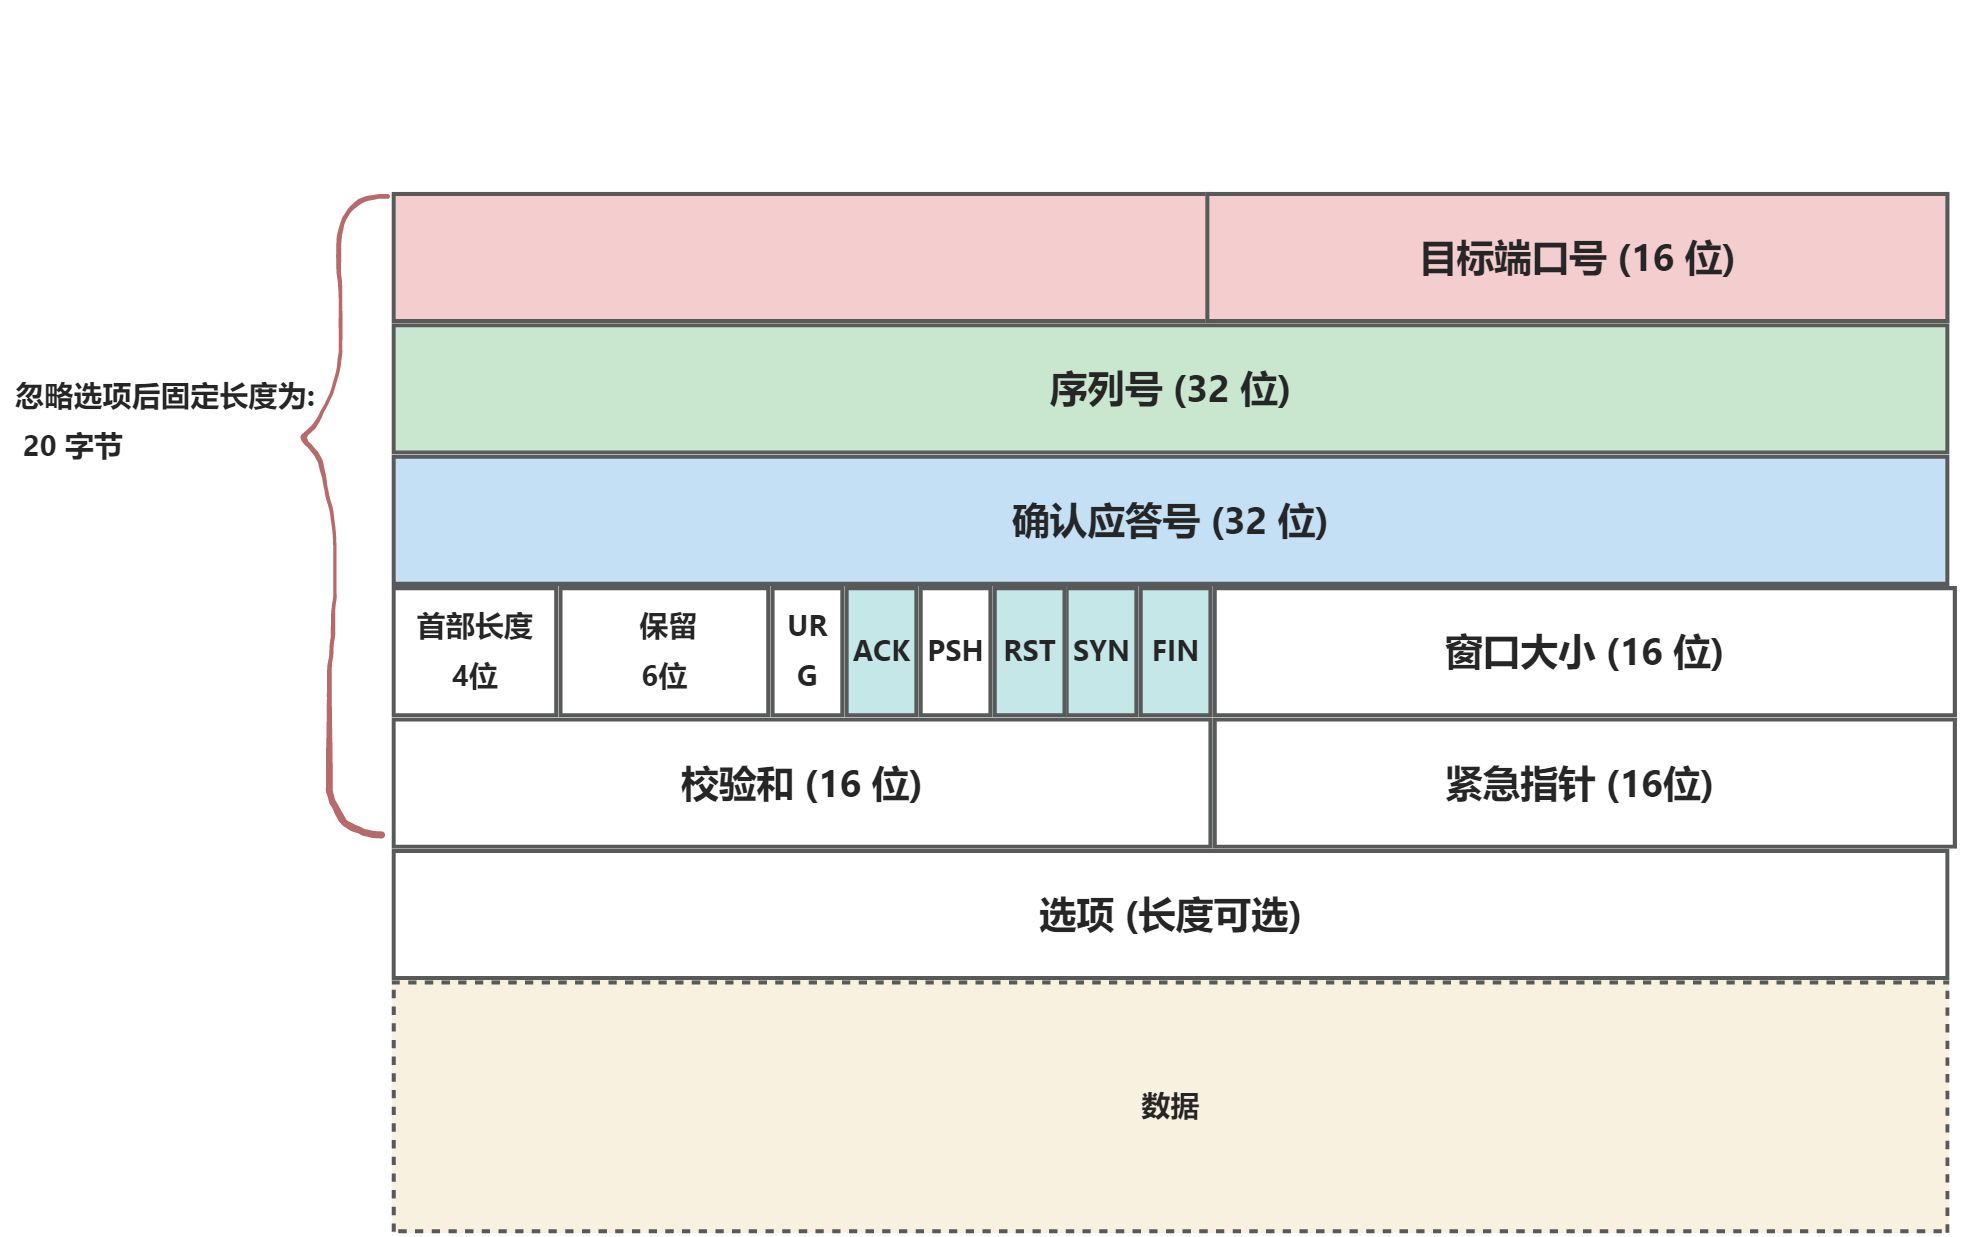 目标端口号 (16 位)
序列号 (32 位)
忽略选项后固定长度为:
20 字节
确认应答号 (32 位)
首部长度
4位
保留
6位
UR
G
ACK
PSH
RST
SYN
FIN
窗口大小 (16 位)
校验和 (16 位)
紧急指针 (16位)
选项 (长度可选)
数据